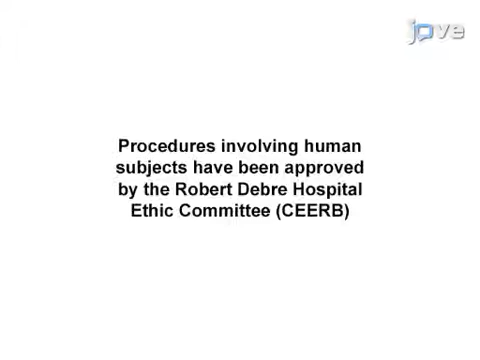 jove
Procedures involving human
subjects have been approved
by the Robert Debre Hospital
Ethic Committee (CEERB)